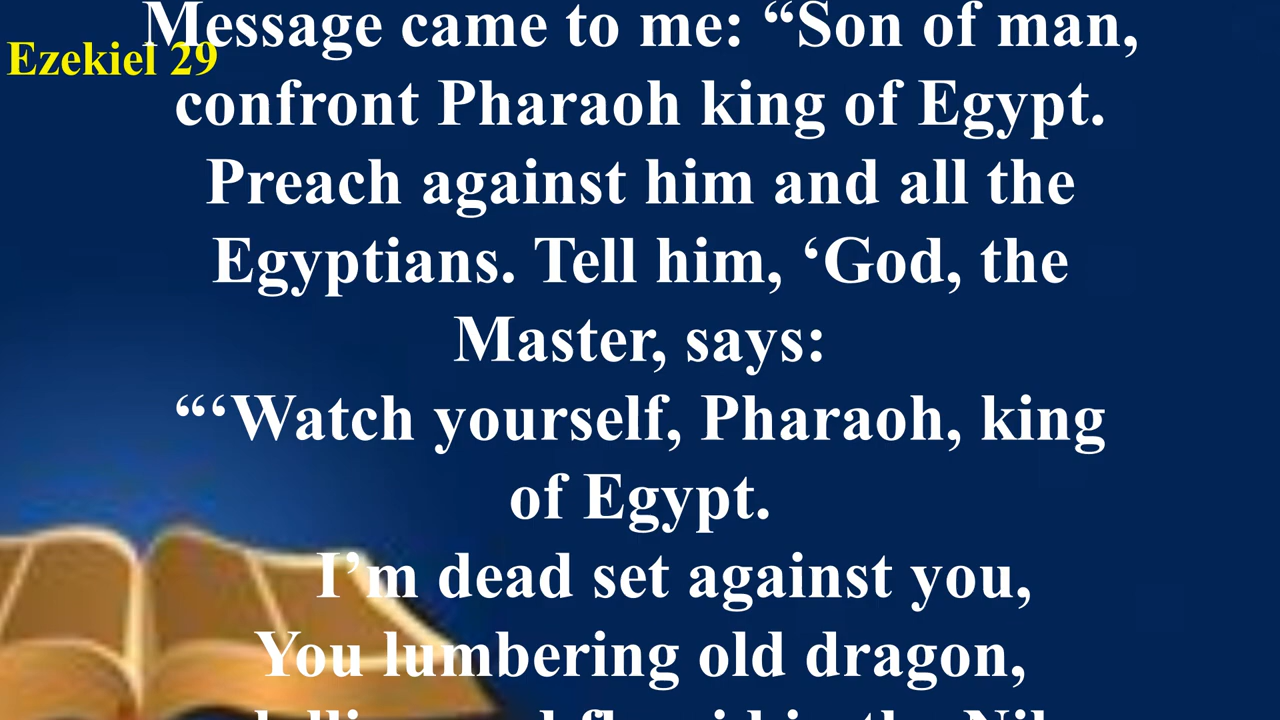 Message came to me: “Son of man,
Ezekiel 29
confront Pharaoh king of Egypt.
Preach against him and all the
Egyptians. Tell him, ‘God, the
Master, says:
“‘Watch yourself, Pharaoh, king
of Egypt.
I’m dead set against you,
You lumbering old dragon,